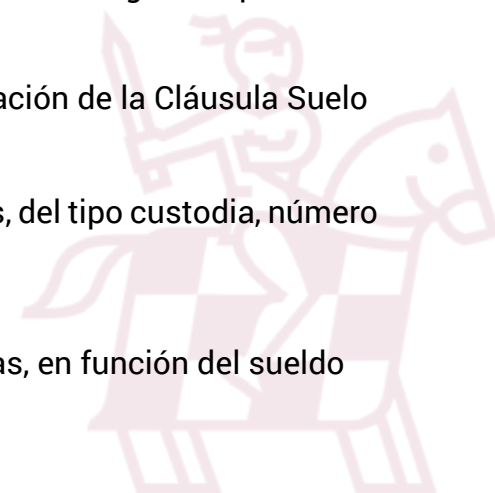 ación de la Cláusula Suelo
s, del tipo custodia, número
as, en función del sueldo